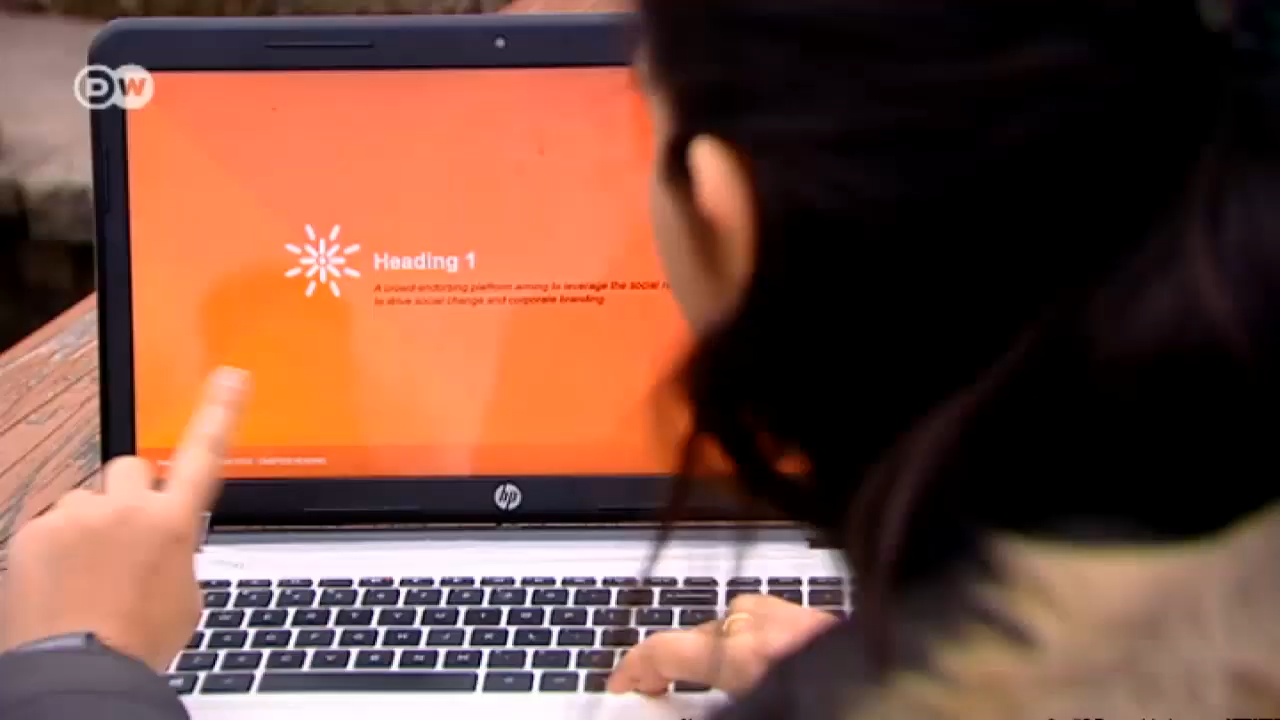 DW
Heading 1
A crowd-endorsing platform aiming to leverage the social
to drive social change and corporate branding
hp